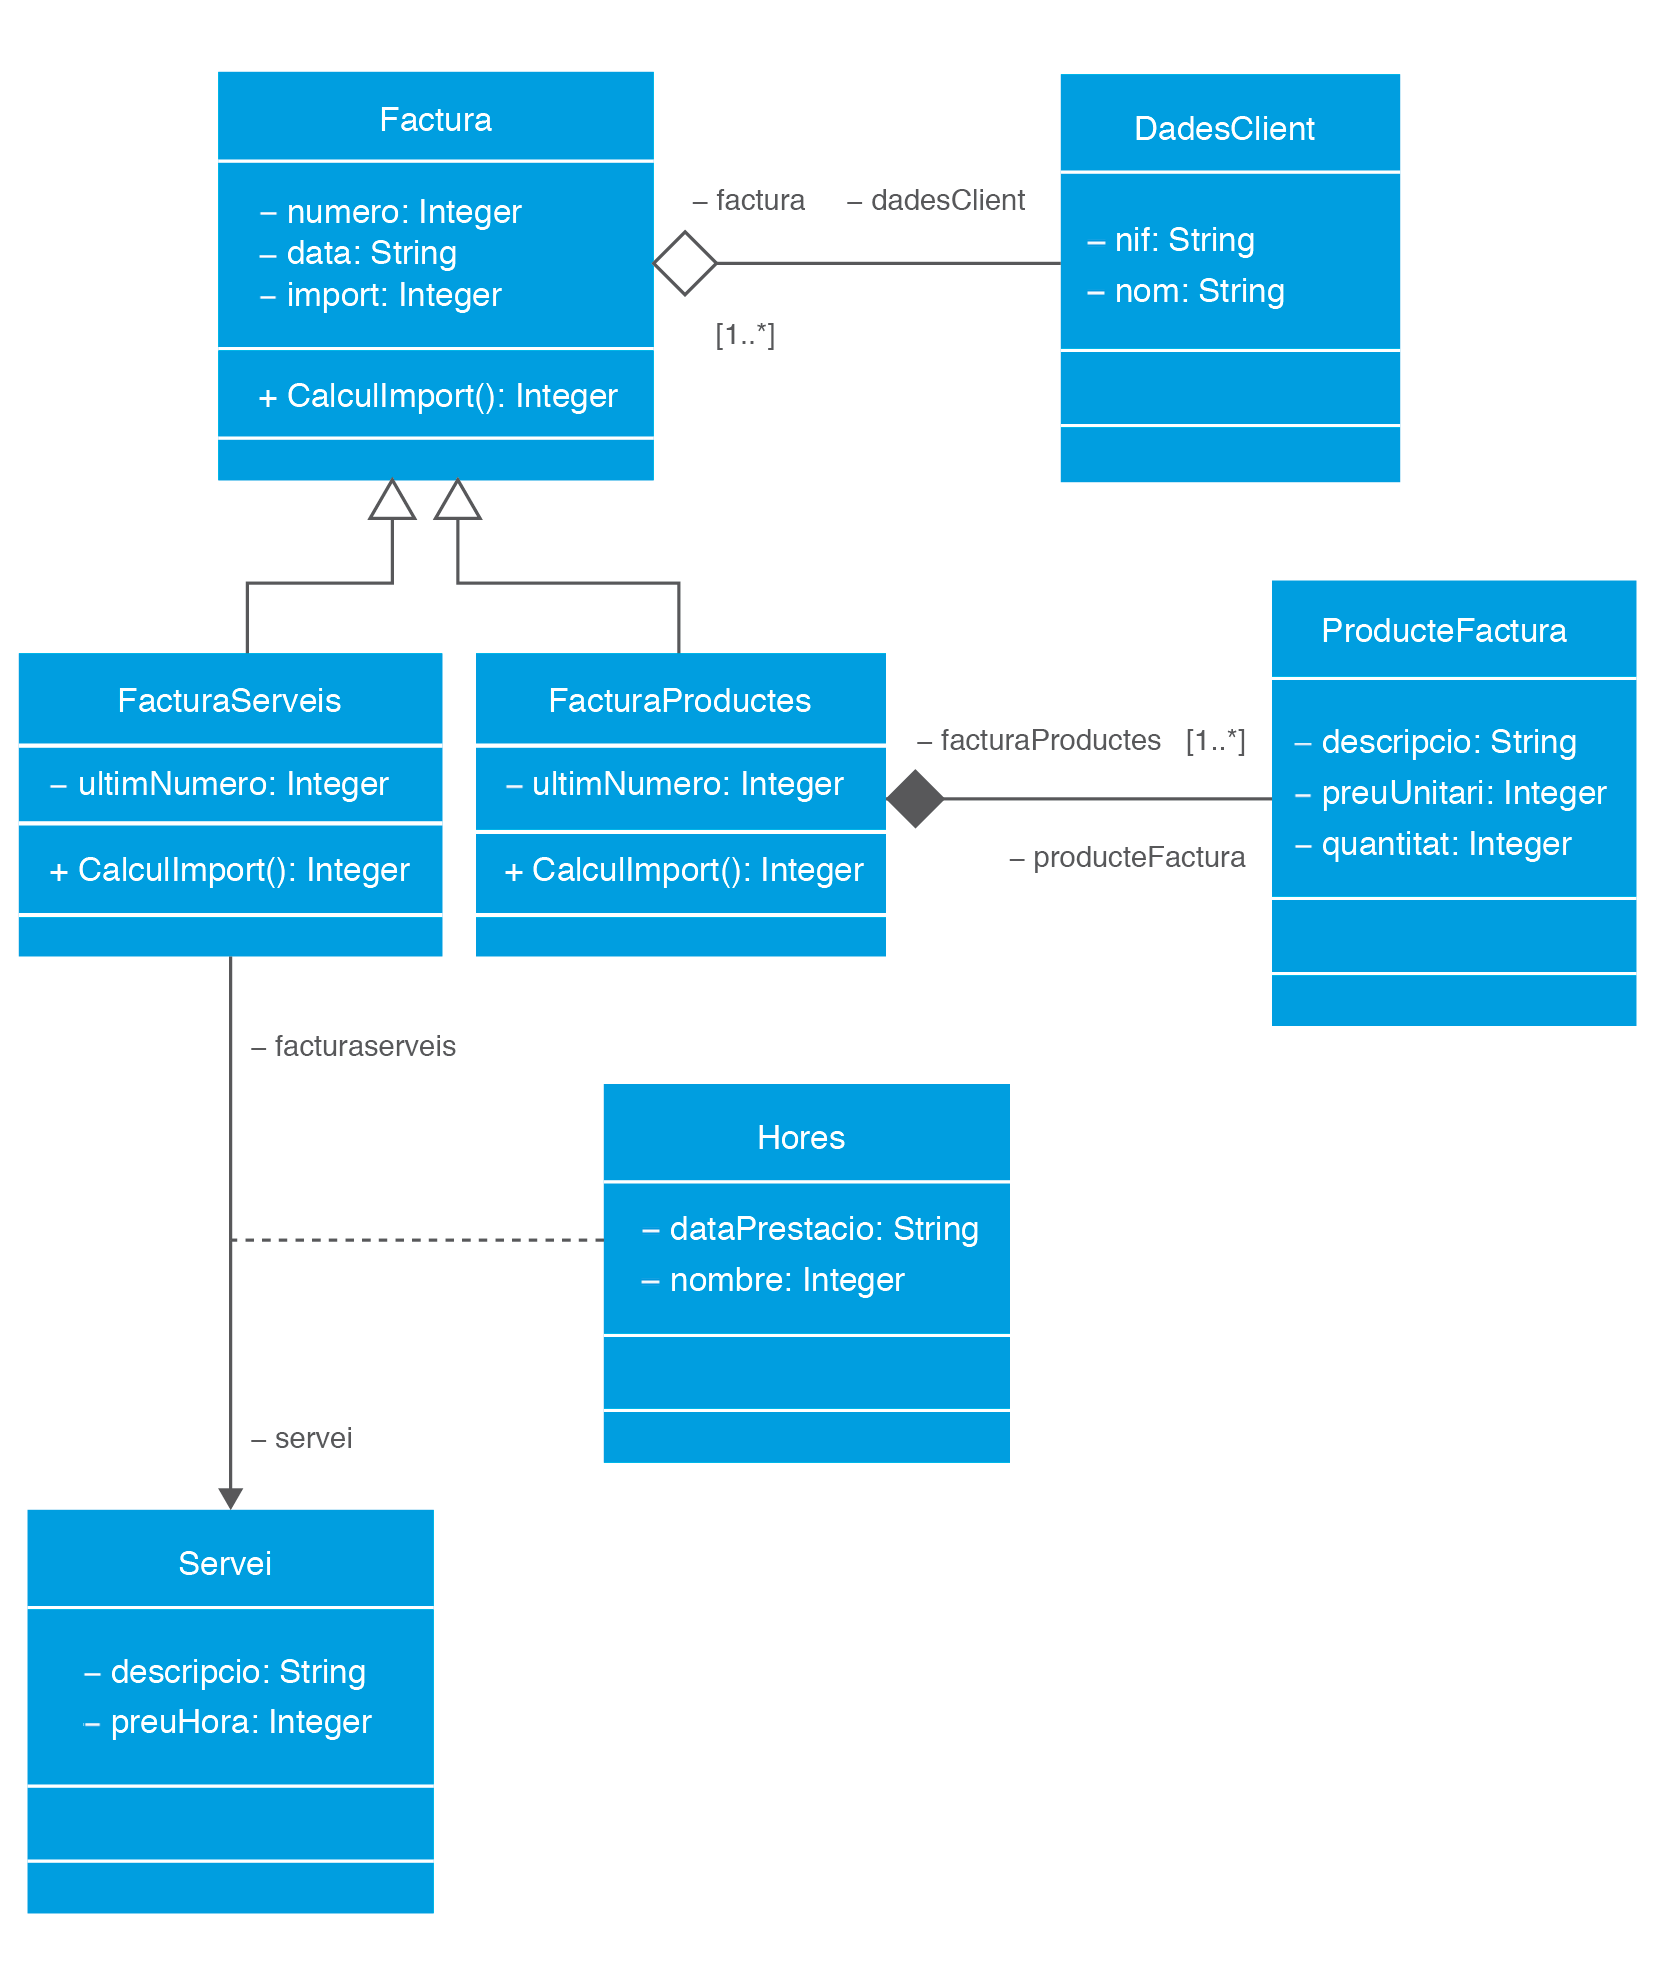 Factura
– numero: Integer
– data: String
– import: Integer
+ CalculImport(): Integer
– factura
– dadesClient
[1..*]
DadesClient
– nif: String
– nom: String
FacturaServeis
– ultimNumero: Integer
+ CalculImport(): Integer
FacturaProductes
– ultimNumero: Integer
+ CalculImport(): Integer
– facturaProductes
[1..*]
– producteFactura
ProducteFactura
– descripcio: String
– preuUnitari: Integer
– quantitat: Integer
– facturaserveis
Hores
– dataPrestacio: String
– nombre: Integer
– servei
Servei
– descripcio: String
– preuHora: Integer